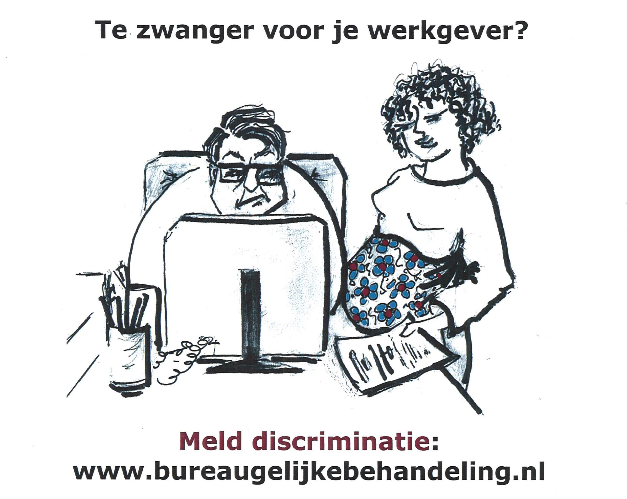 Te zwanger voor je werkgever?
Meld discriminatie:
www.bureaugelijkebehandeling.nl